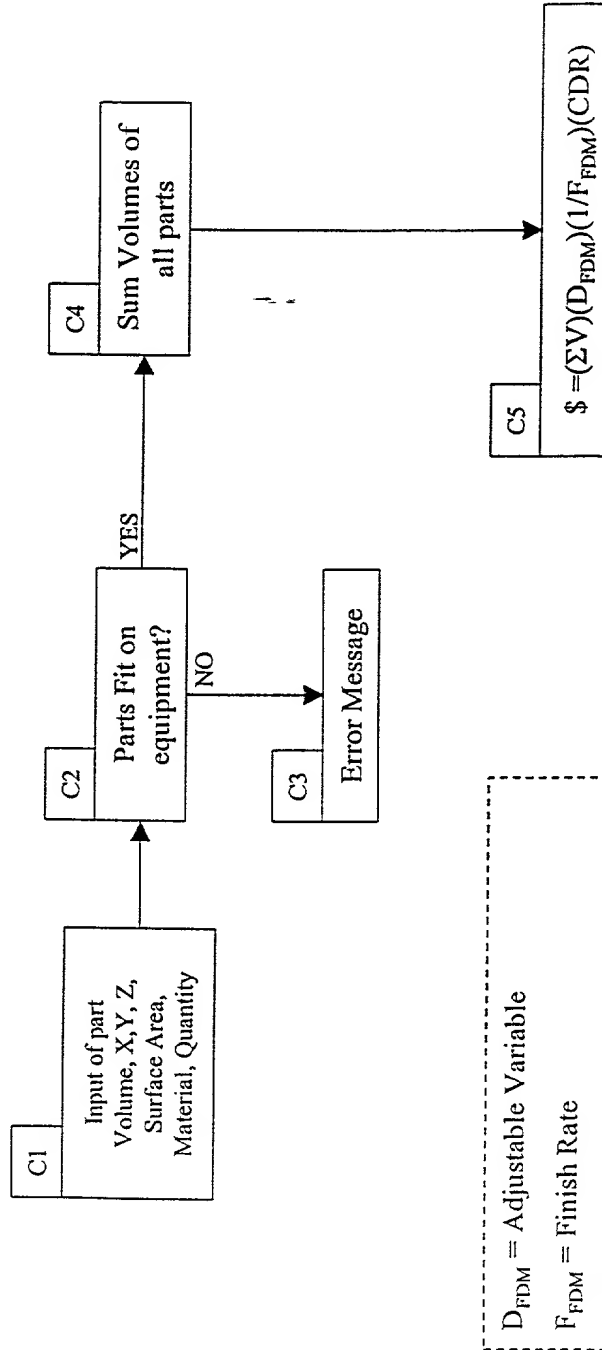 C1
Input of part
Volume, X,Y, Z,
Surface Area,
Material, Quantity
C2
Parts Fit on
equipment?
YES
NO
C3
Error Message
C4
Sum Volumes of
all parts
C5
$ =(ΣV)(D_FDM)(1/F_FDM)(CDR)
D_FDM = Adjustable Variable
F_FDM = Finish Rate